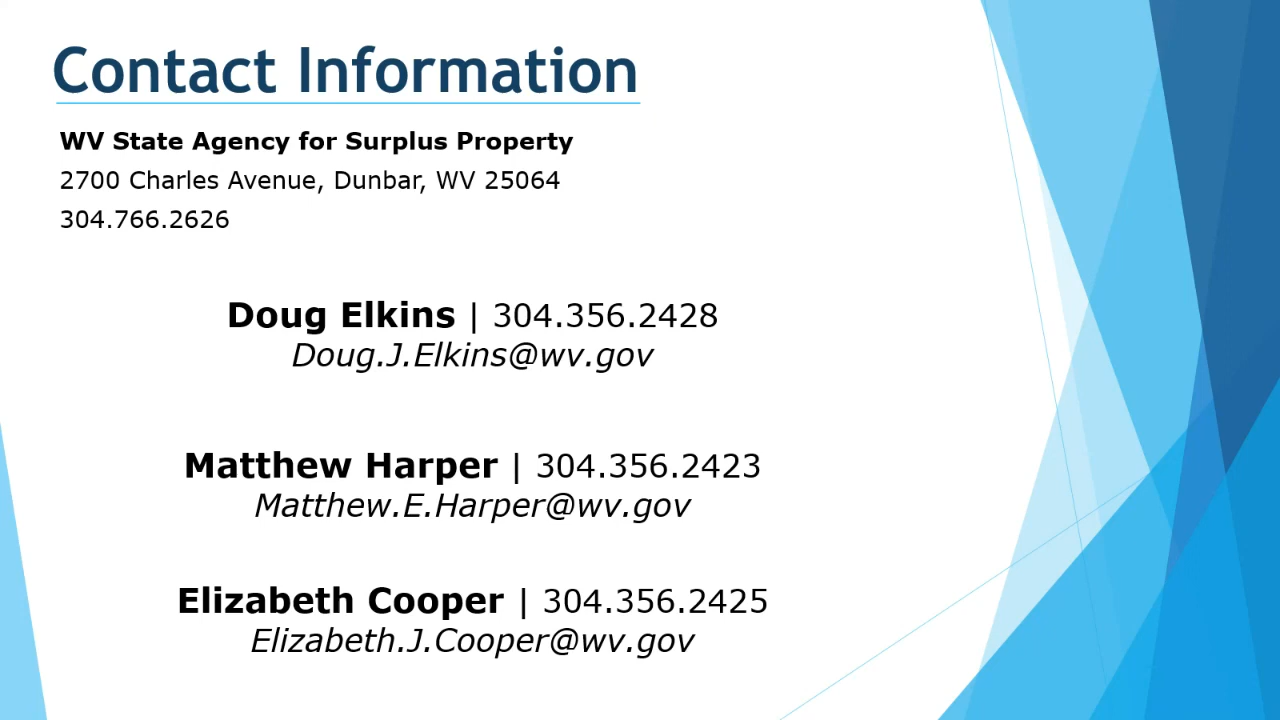 Contact Information
WV State Agency for Surplus Property
2700 Charles Avenue, Dunbar, WV 25064
304.766.2626
Doug Elkins | 304.356.2428
Doug.J.Elkins@wv.gov
Matthew Harper | 304.356.2423
Matthew.E.Harper@wv.gov
Elizabeth Cooper | 304.356.2425
Elizabeth.J.Cooper@wv.gov